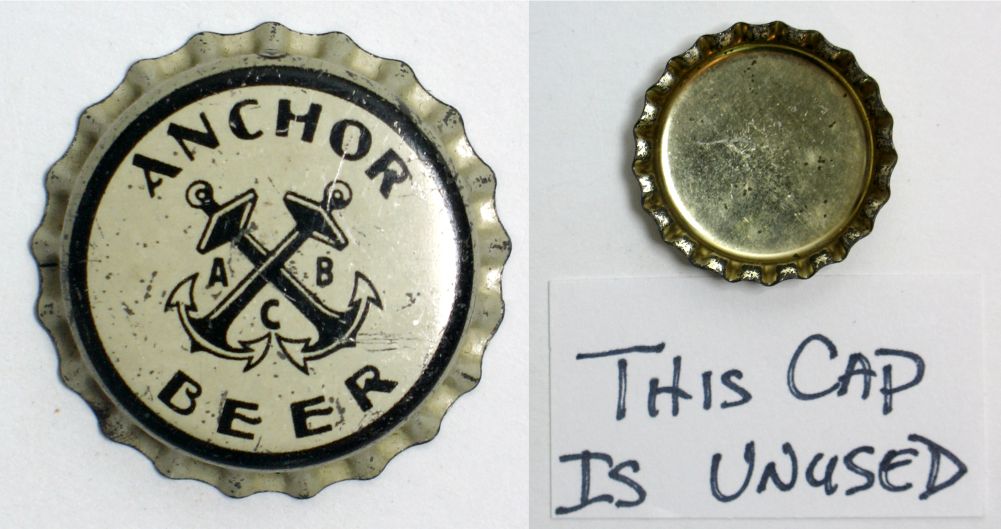 ANCHOR
A B
C
BEER
THIS CAP
IS UNUSED